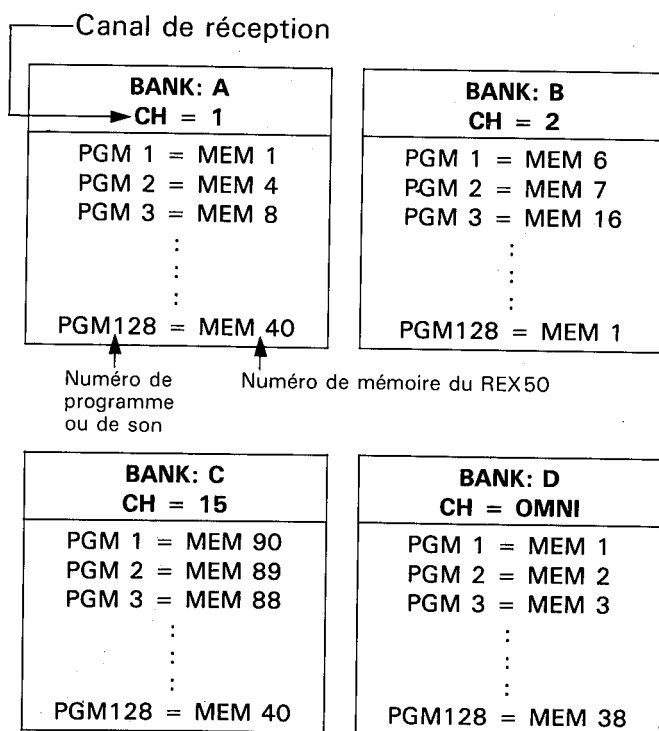 Canal de réception
BANK: A
CH = 1
PGM 1 = MEM 1
PGM 2 = MEM 4
PGM 3 = MEM 8
:
:
:
PGM128 = MEM 40
BANK: B
CH = 2
PGM 1 = MEM 6
PGM 2 = MEM 7
PGM 3 = MEM 16
:
:
:
PGM128 = MEM 1
Numéro de
programme
ou de son
Numéro de mémoire du REX50
BANK: C
CH = 15
PGM 1 = MEM 90
PGM 2 = MEM 89
PGM 3 = MEM 88
:
:
:
PGM128 = MEM 40
BANK: D
CH = OMNI
PGM 1 = MEM 1
PGM 2 = MEM 2
PGM 3 = MEM 3
:
:
:
PGM128 = MEM 38